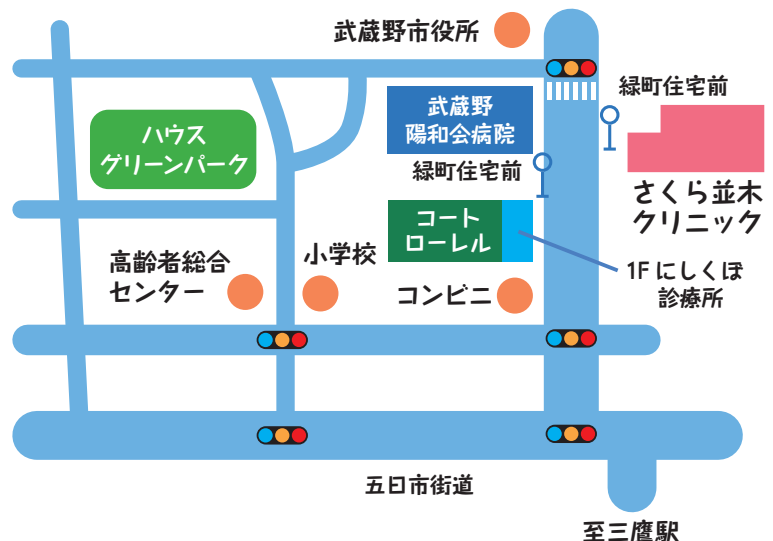 武蔵野市役所
緑町住宅前
武蔵野
陽和会病院
ハウス
グリーンパーク
緑町住宅前
さくら並木
クリニック
コート
ローレル
小学校
高齢者総合
センター
コンビニ
1Fにしくぼ
診療所
五日市街道
至三鷹駅